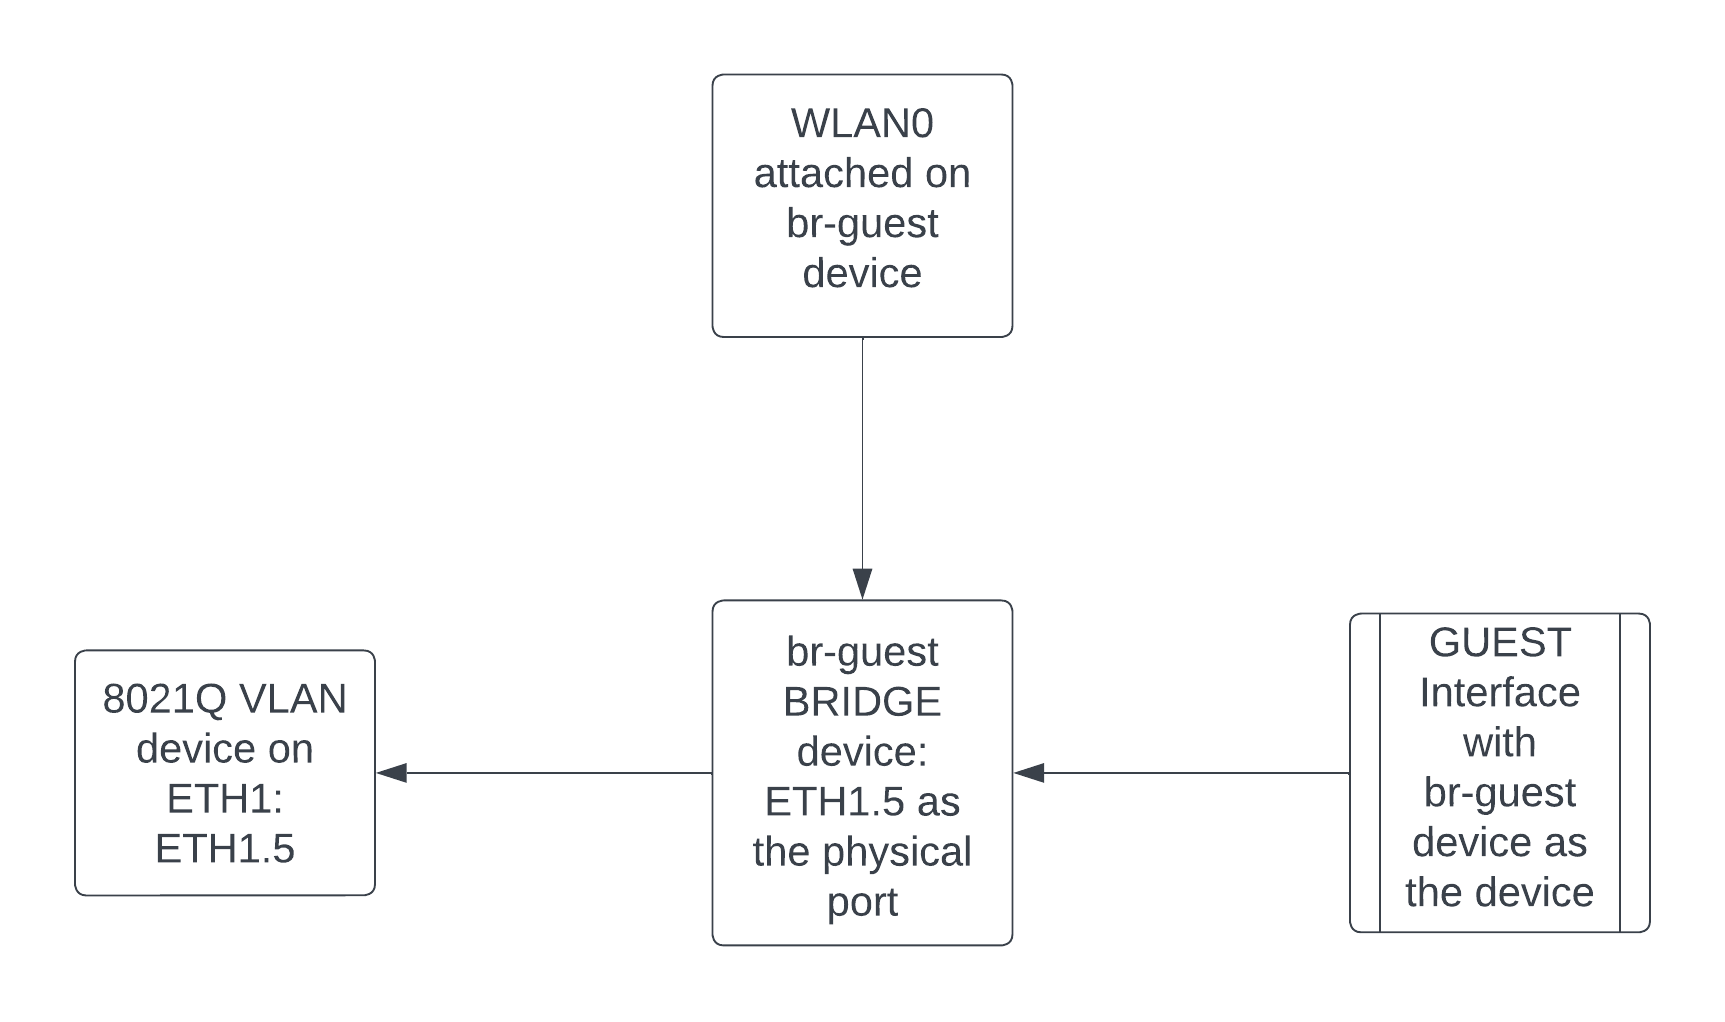 WLAN0
attached on
br-guest
device
8021Q VLAN
device on
ETH1:
ETH1.5
br-guest
BRIDGE
device:
ETH1.5 as
the physical
port
GUEST
Interface
with
br-guest
device as
the device